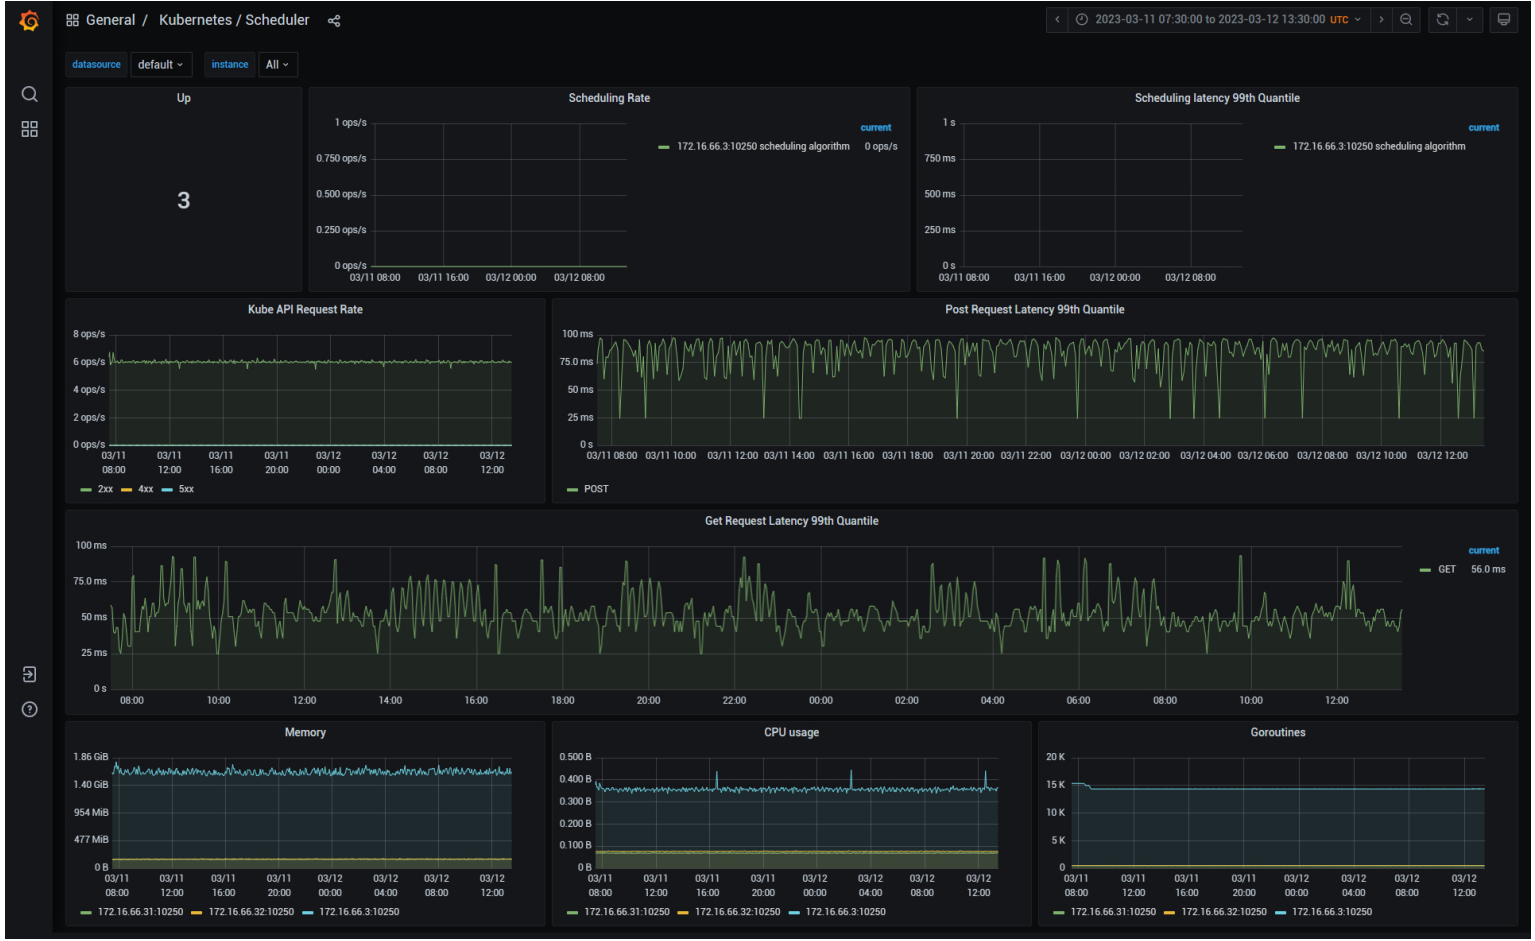 General / Kubernetes / Scheduler
2023-03-11 07:30:00 to 2023-03-12 13:30:00 UTC
datasource default instance All
Up
3
Scheduling Rate
1 ops/s
0.750 ops/s
0.500 ops/s
0.250 ops/s
0 ops/s
03/11 08:00 03/11 16:00 03/12 00:00 03/12 08:00
current
172.16.66.3:10250 scheduling algorithm 0 ops/s
Scheduling latency 99th Quantile
1 s
750 ms
500 ms
250 ms
0 s
03/11 08:00 03/11 16:00 03/12 00:00 03/12 08:00
current
172.16.66.3:10250 scheduling algorithm
Kube API Request Rate
8 ops/s
6 ops/s
4 ops/s
2 ops/s
0 ops/s
03/11 03/11 03/11 03/11 03/12 03/12 03/12 03/12
08:00 12:00 16:00 20:00 00:00 04:00 08:00 12:00
2xx 4xx 5xx
Post Request Latency 99th Quantile
100 ms
75.0 ms
50 ms
25 ms
0 s
03/11 08:00 03/11 10:00 03/11 12:00 03/11 14:00 03/11 16:00 03/11 18:00 03/11 20:00 03/11 22:00 03/12 00:00 03/12 02:00 03/12 04:00 03/12 06:00 03/12 08:00 03/12 10:00 03/12 12:00
POST
Get Request Latency 99th Quantile
100 ms
75.0 ms
50 ms
25 ms
0 s
08:00 10:00 12:00 14:00 16:00 18:00 20:00 22:00 00:00 02:00 04:00 06:00 08:00 10:00 12:00
current
GET 56.0 ms
Memory
1.86 GiB
1.40 GiB
954 MiB
477 MiB
0 B
03/11 03/11 03/11 03/11 03/12 03/12 03/12 03/12
08:00 12:00 16:00 20:00 00:00 04:00 08:00 12:00
172.16.66.31:10250 172.16.66.32:10250 172.16.66.3:10250
CPU usage
0.500 B
0.400 B
0.300 B
0.200 B
0.100 B
0 B
03/11 03/11 03/11 03/11 03/12 03/12 03/12 03/12
08:00 12:00 16:00 20:00 00:00 04:00 08:00 12:00
172.16.66.31:10250 172.16.66.32:10250 172.16.66.3:10250
Goroutines
20 K
15 K
10 K
5 K
0
03/11 03/11 03/11 03/11 03/12 03/12 03/12 03/12
08:00 12:00 16:00 20:00 00:00 04:00 08:00 12:00
172.16.66.31:10250 172.16.66.32:10250 172.16.66.3:10250